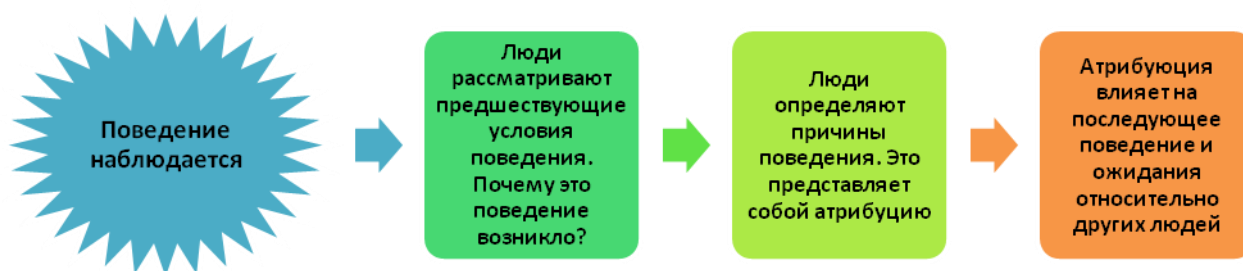 Поведение
наблюдается
Люди
рассматривают
предшествующие
условия
поведения.
Почему это
поведение
возникло?
Люди
определяют
причины
поведения. Это
представляет
собой атрибуцию
Атрибуюция
влияет на
последующее
поведение и
ожидания
относительно
других людей